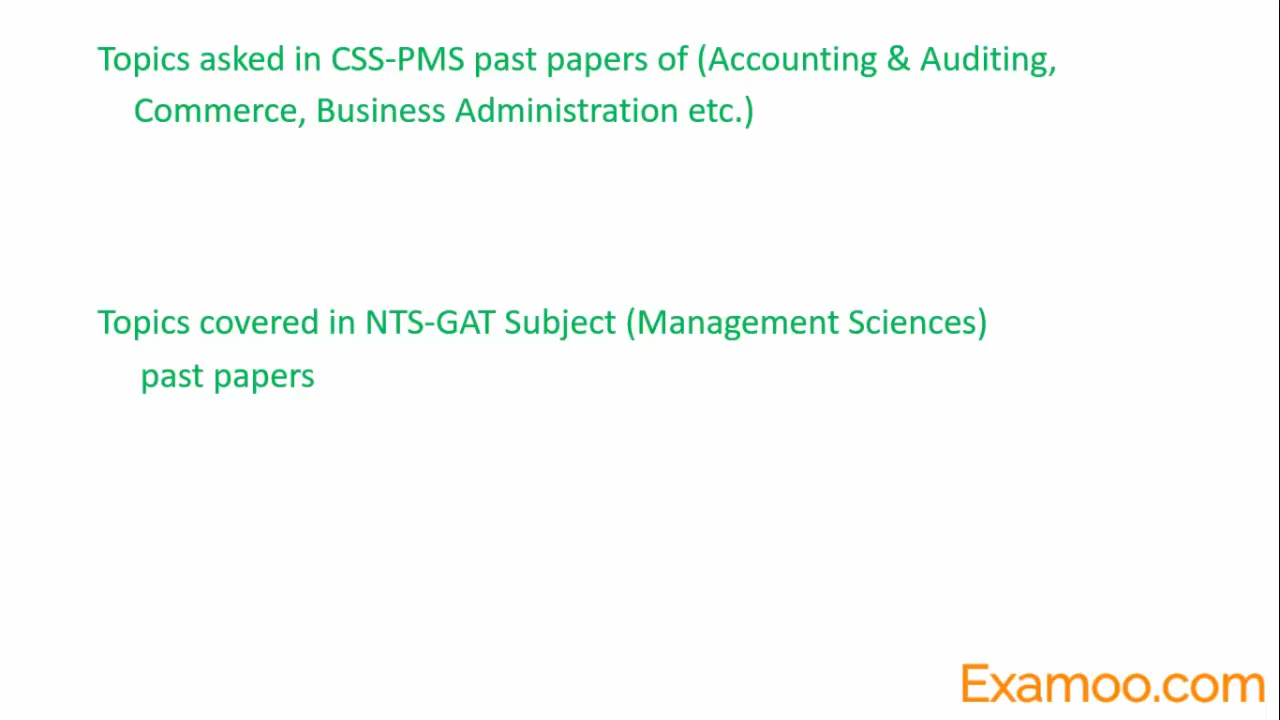 Topics asked in CSS-PMS past papers of (Accounting & Auditing,
Commerce, Business Administration etc.)
Topics covered in NTS-GAT Subject (Management Sciences)
past papers
Examoo.com